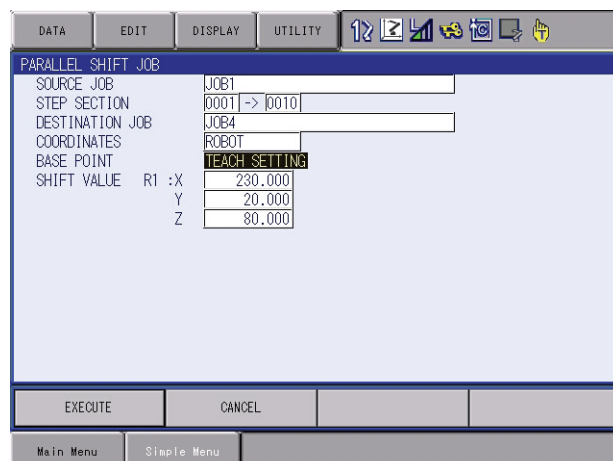 DATA EDIT DISPLAY UTILITY
PARALLEL SHIFT JOB
SOURCE JOB JOB1
STEP SECTION 0001 -> 0010
DESTINATION JOB JOB4
COORDINATES ROBOT
BASE POINT TEACH SETTING
SHIFT VALUE R1 :X 230.000
Y 20.000
Z 80.000
EXECUTE CANCEL
Main Menu Simple Menu